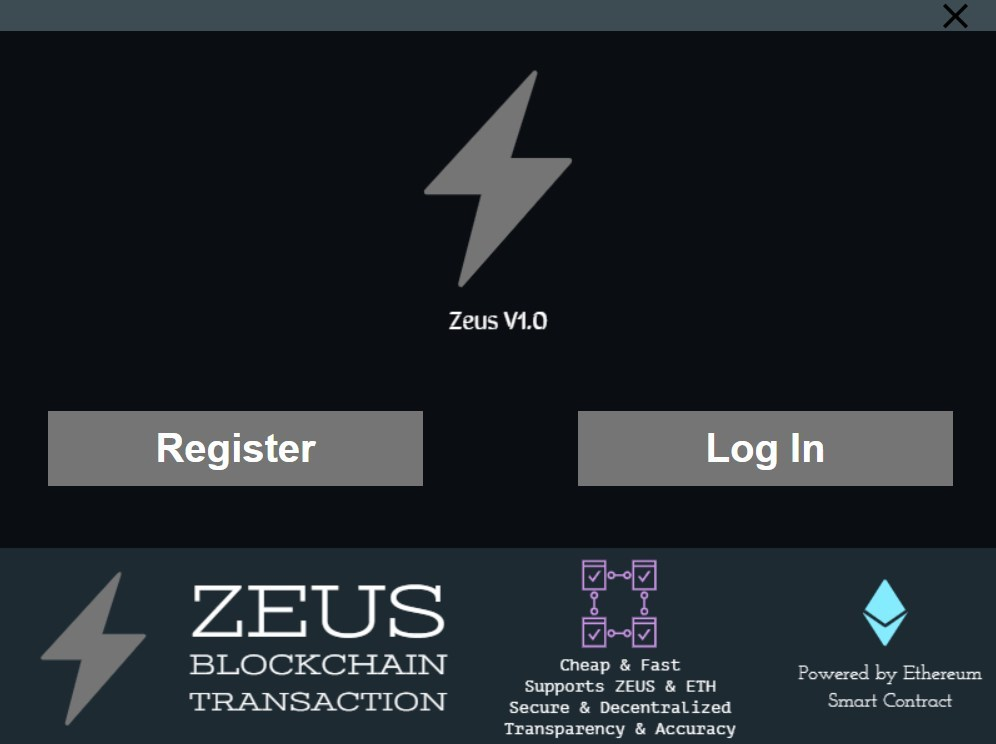 Zeus V1.0
Register
Log In
ZEUS
BLOCKCHAIN
TRANSACTION
Cheap & Fast
Supports ZEUS & ETH
Secure & Decentralized
Transparency & Accuracy
Powered by Ethereum
Smart Contract